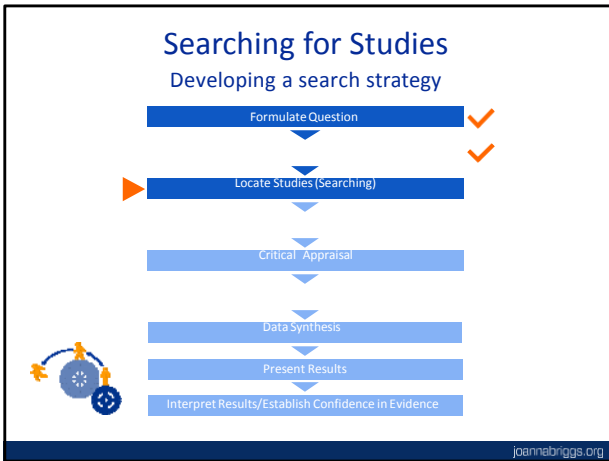 Searching for Studies
Developing a search strategy
Formulate Question
Locate Studies (Searching)
Critical Appraisal
Data Synthesis
Present Results
Interpret Results/Establish Confidence in Evidence
joannabriggs.org